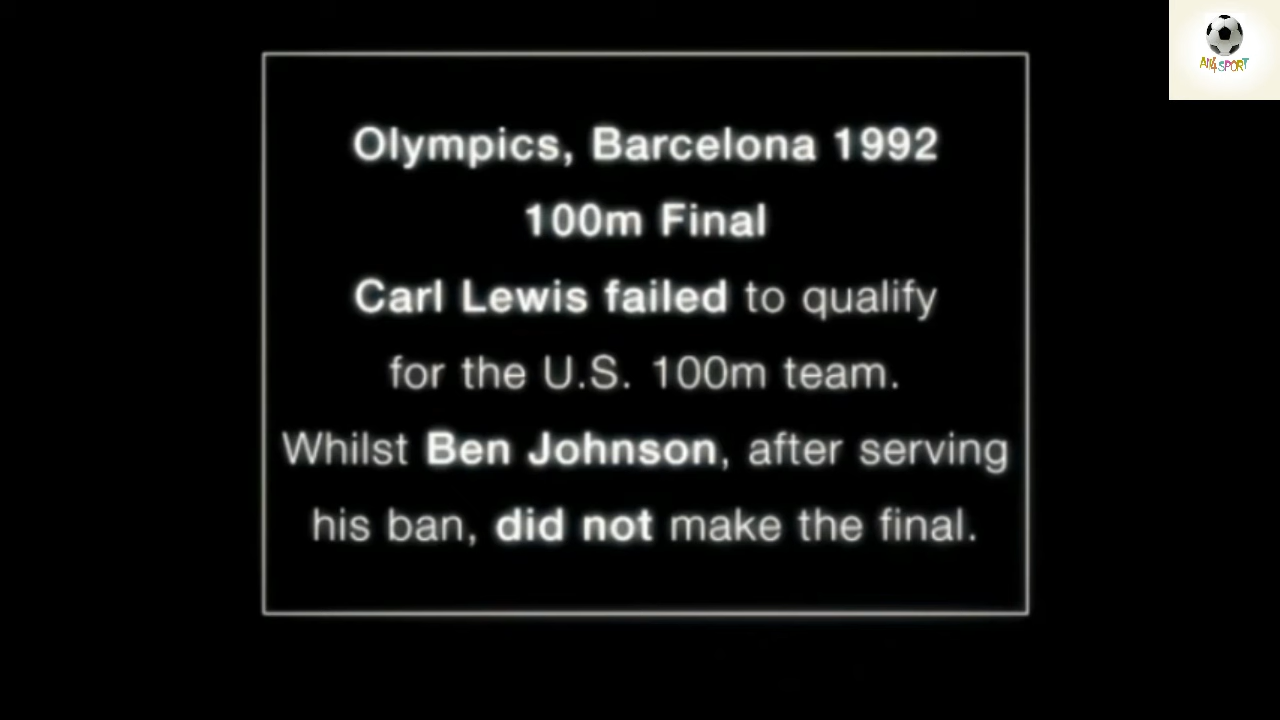 Olympics, Barcelona 1992
100m Final
Carl Lewis failed to qualify
for the U.S. 100m team.
Whilst Ben Johnson, after serving
his ban, did not make the final.
All4SPORT